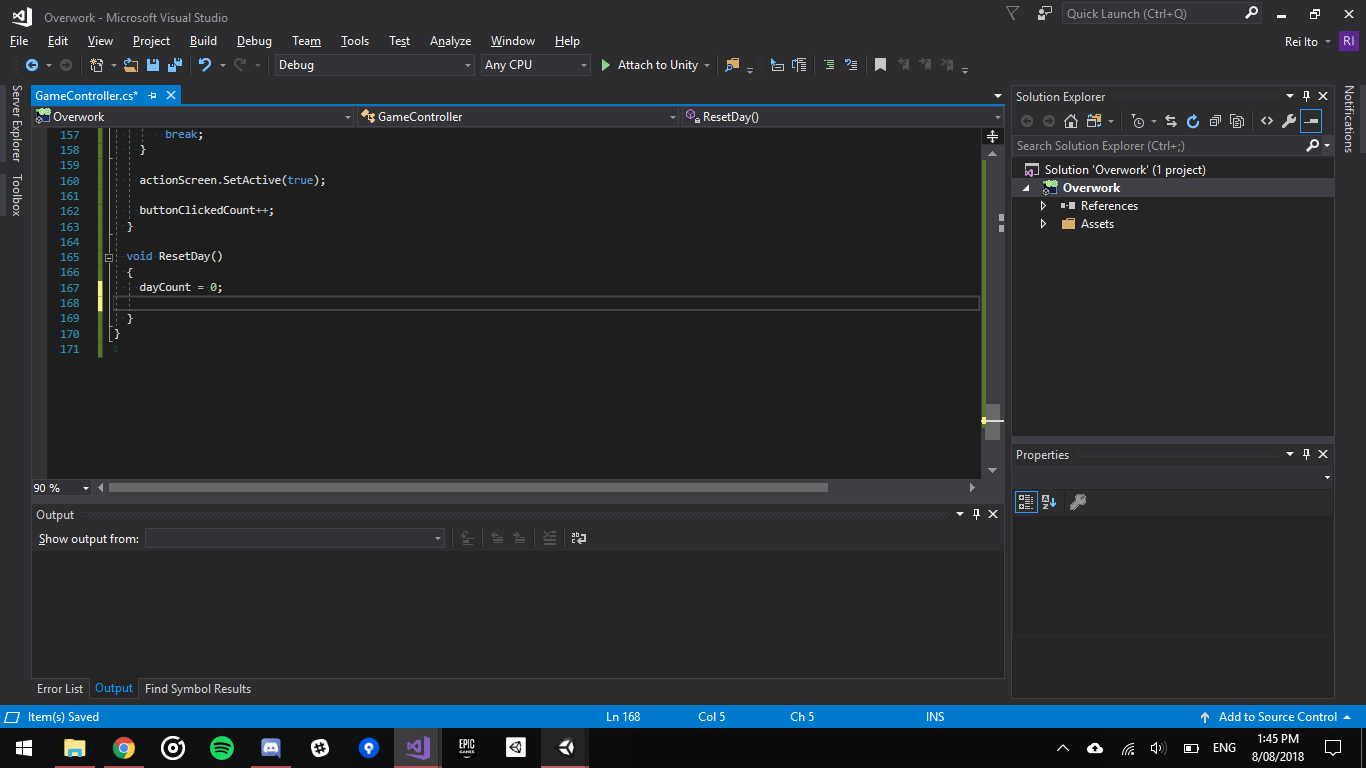 Overwork - Microsoft Visual Studio
Quick Launch (Ctrl+Q)
File Edit View Project Build Debug Team Tools Test Analyze Window Help
Rei Ito RI
Debug Any CPU Attach to Unity
Server Explorer
Toolbox
GameController.cs*
Overwork GameController ResetDay()
157 break;
158 }
159
160 actionScreen.SetActive(true);
161
162 buttonClickedCount++;
163 }
164
165 void ResetDay()
166 {
167 dayCount = 0;
168
169 }
170 }
171
90 %
Output
Show output from:
Error List Output Find Symbol Results
Solution Explorer
Search Solution Explorer (Ctrl+;)
Solution 'Overwork' (1 project)
Overwork
References
Assets
Properties
Notifications
Item(s) Saved Ln 168 Col 5 Ch 5 INS Add to Source Control
EPIC
GAMES
ENG
1:45 PM
8/08/2018